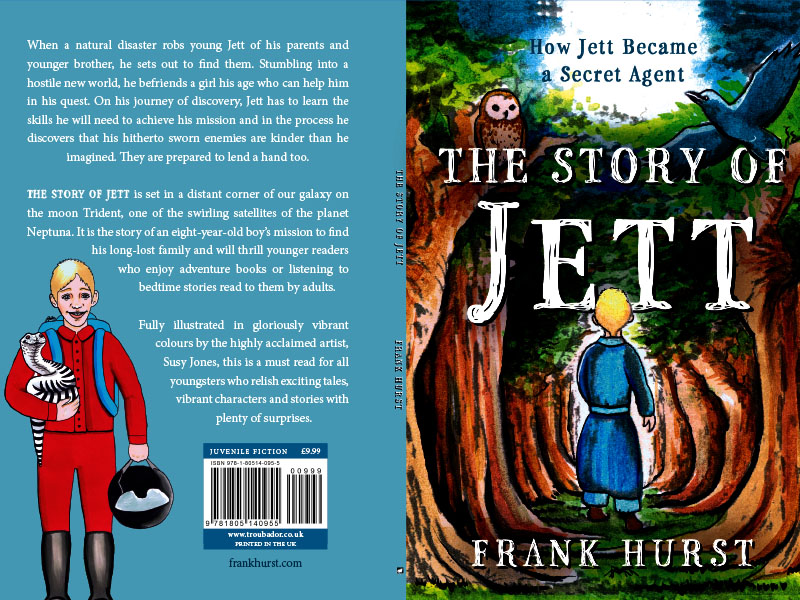 When a natural disaster robs young Jett of his parents and
younger brother, he sets out to find them. Stumbling into a
hostile new world, he befriends a girl his age who can help him
in his quest. On his journey of discovery, Jett has to learn the
skills he will need to achieve his mission and in the process he
discovers that his hitherto sworn enemies are kinder than he
imagined. They are prepared to lend a hand too.
THE STORY OF JETT is set in a distant corner of our galaxy on
the moon Trident, one of the swirling satellites of the planet
Neptuna. It is the story of an eight-year-old boy's mission to find
his long-lost family and will thrill younger readers
who enjoy adventure books or listening to
bedtime stories read to them by adults.
Fully illustrated in gloriously vibrant
colours by the highly acclaimed artist,
Susy Jones, this is a must read for all
youngsters who relish exciting tales,
vibrant characters and stories with
plenty of surprises.
JUVENILE FICTION £9.99
ISBN 978-1-80514-095-5
00999
9 781805 140955
www.troubador.co.uk
PRINTED IN THE UK
frankhurst.com
THE STORY OF JETT
FRANK HURST
How Jett Became
a Secret Agent
THE STORY OF
JETT
FRANK HURST